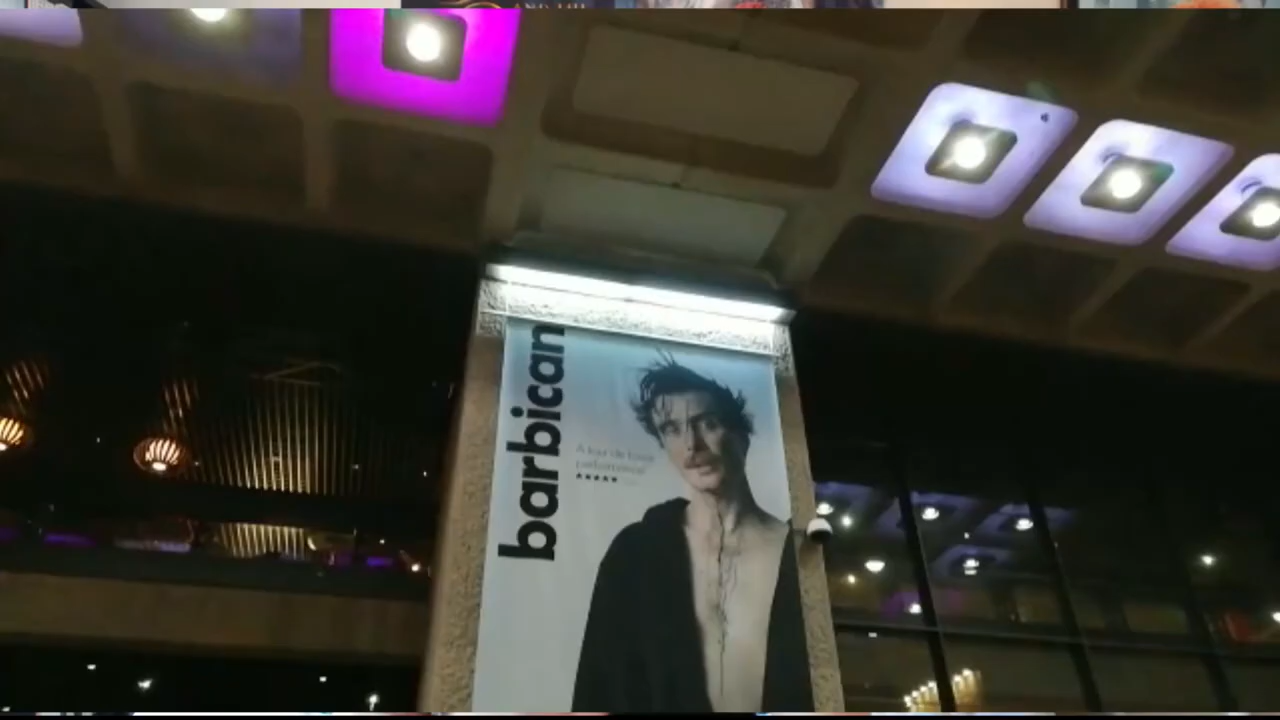 barbican
A tour de force
performance'
★★★★★